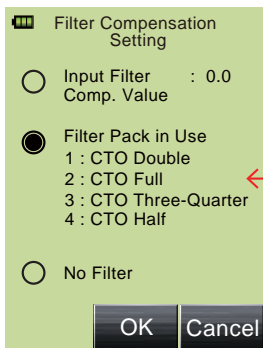 Filter Compensation
Setting
Input Filter : 0.0
Comp. Value
Filter Pack in Use
1 : CTO Double
2 : CTO Full
3 : CTO Three-Quarter
4 : CTO Half
No Filter
OK Cancel